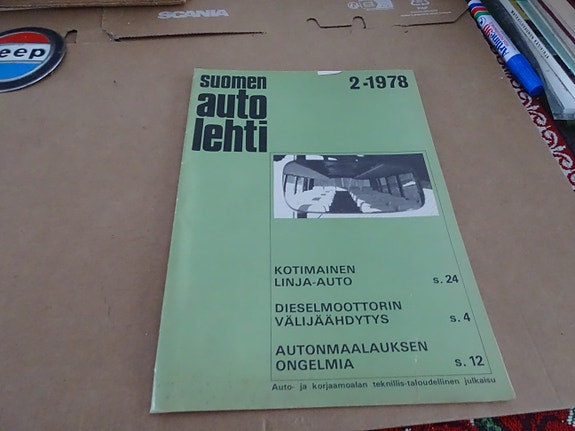 SCANIA
eep
suomen
auto
lehti
2-1978
KOTIMAINEN
LINJA-AUTO s. 24
DIESELMOOTTORIN
VÄLIJÄÄHDYTYS s. 4
AUTONMAALAUKSEN
ONGELMIA s. 12
Auto- ja korjaamoalan teknillis-taloudellinen julkaisu